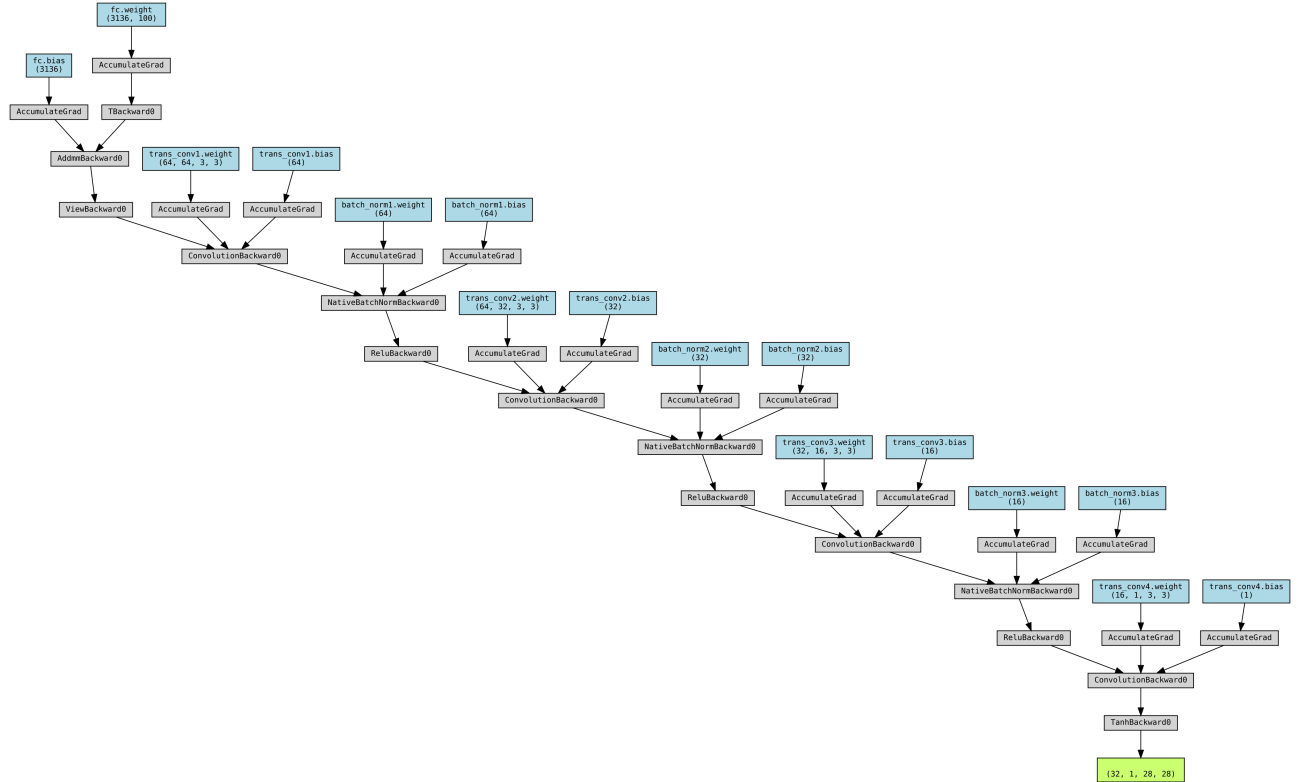 fc.weight
(3136, 100)
fc.bias
(3136)
AccumulateGrad
AccumulateGrad
TBackward0
AddmmBackward0
trans_conv1.weight
(64, 64, 3, 3)
trans_conv1.bias
(64)
ViewBackward0
AccumulateGrad
AccumulateGrad
batch_norm1.weight
(64)
batch_norm1.bias
(64)
ConvolutionBackward0
AccumulateGrad
AccumulateGrad
NativeBatchNormBackward0
trans_conv2.weight
(64, 32, 3, 3)
trans_conv2.bias
(32)
ReluBackward0
AccumulateGrad
AccumulateGrad
batch_norm2.weight
(32)
batch_norm2.bias
(32)
ConvolutionBackward0
AccumulateGrad
AccumulateGrad
NativeBatchNormBackward0
trans_conv3.weight
(32, 16, 3, 3)
trans_conv3.bias
(16)
ReluBackward0
AccumulateGrad
AccumulateGrad
batch_norm3.weight
(16)
batch_norm3.bias
(16)
ConvolutionBackward0
AccumulateGrad
AccumulateGrad
NativeBatchNormBackward0
trans_conv4.weight
(16, 1, 3, 3)
trans_conv4.bias
(1)
ReluBackward0
AccumulateGrad
AccumulateGrad
ConvolutionBackward0
TanhBackward0
(32, 1, 28, 28)